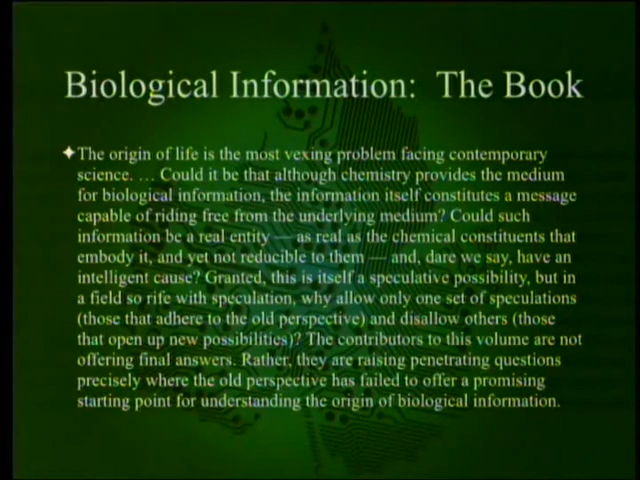 Biological Information:  The Book
The origin of life is the most vexing problem facing contemporary
science. … Could it be that although chemistry provides the medium
for biological information, the information itself constitutes a message
capable of riding free from the underlying medium? Could such
information be a real entity — as real as the chemical constituents that
embody it, and yet not reducible to them — and, dare we say, have an
intelligent cause? Granted, this is itself a speculative possibility, but in
a field so rife with speculation, why allow only one set of speculations
(those that adhere to the old perspective) and disallow others (those
that open up new possibilities)? The contributors to this volume are not
offering final answers. Rather, they are raising penetrating questions
precisely where the old perspective has failed to offer a promising
starting point for understanding the origin of biological information.